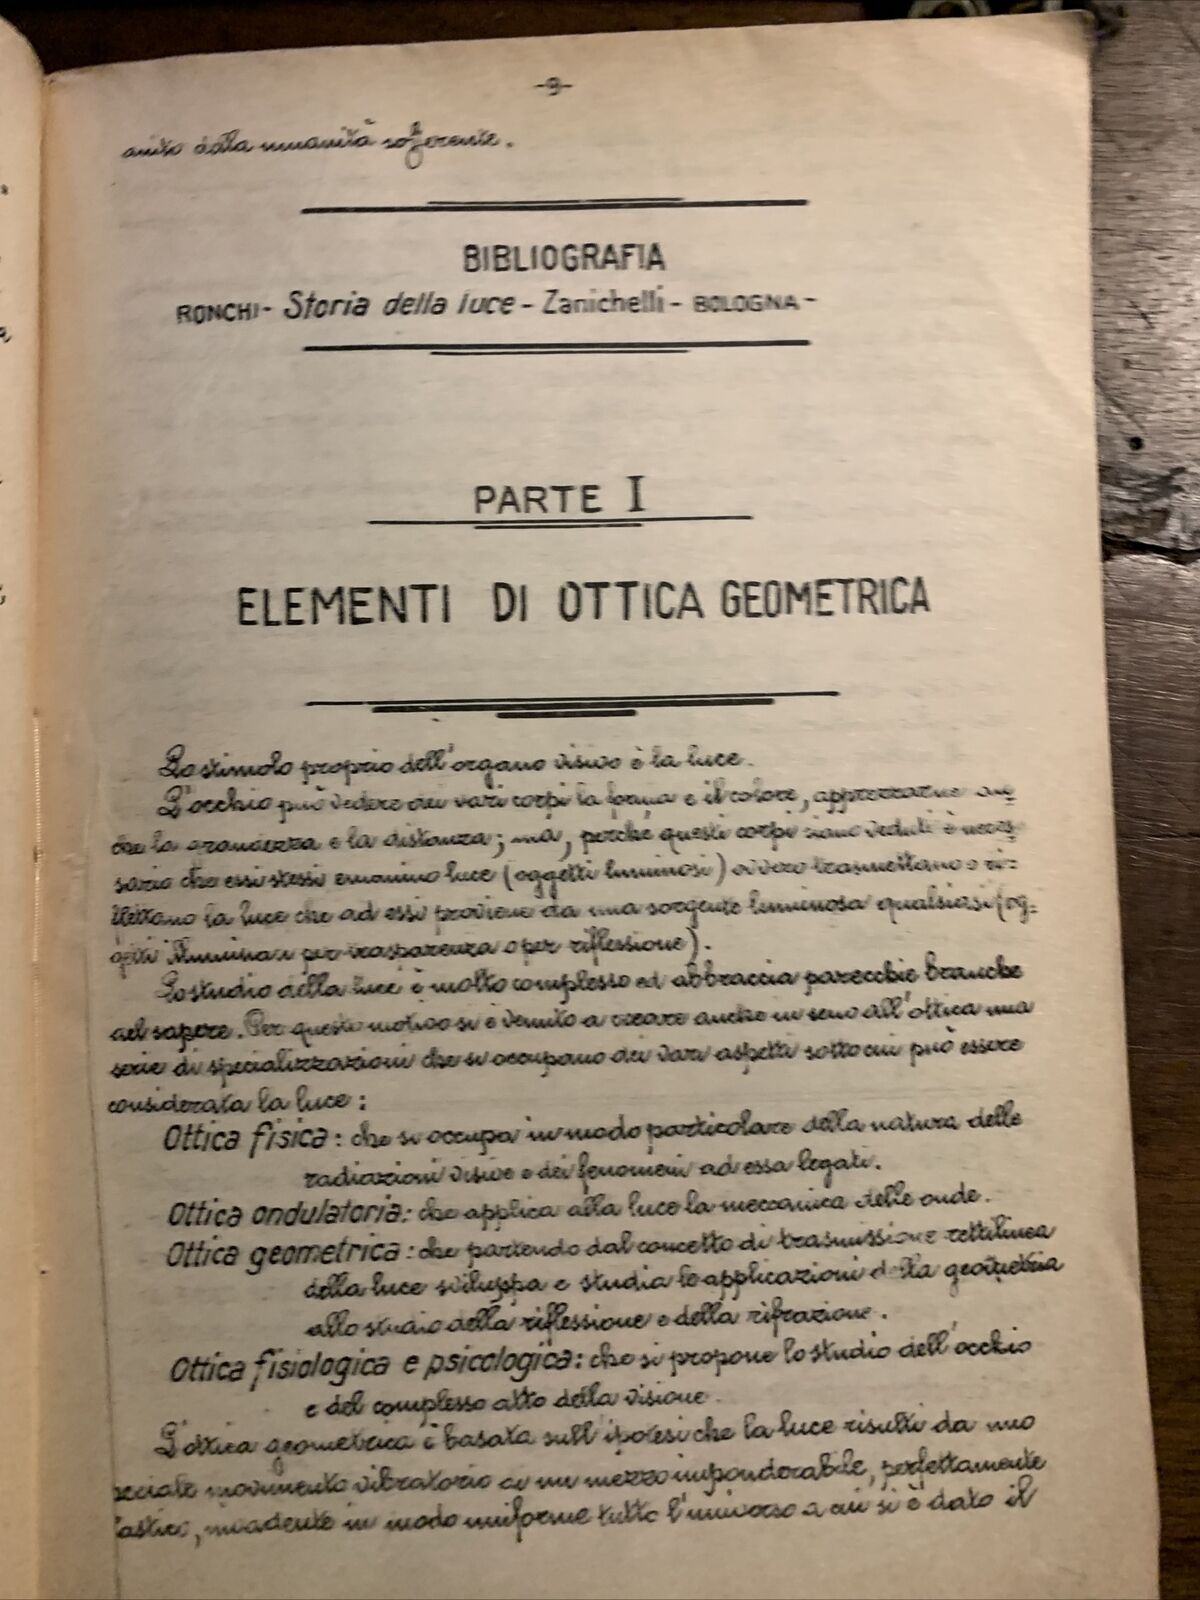 -9-
dalla umanità sofferente.
BIBLIOGRAFIA
RONCHI- Storia della luce - Zanichelli - BOLOGNA -
PARTE I
ELEMENTI DI OTTICA GEOMETRICA
Lo stimolo proprio dell'organo visivo è la luce.
L'occhio può vedere dei vari corpi la forma e il colore, apprezzarne an-
che la grandezza e la distanza; ma, perché questi corpi siano veduti è neces-
sario che essi stessi emanino luce (oggetti luminosi) ovvero trasmettano o ri-
flettano la luce che ad essi proviene da una sorgente luminosa qualsiasi (og-
getti illuminati per trasparenza o per riflessione).
Lo studio della luce è molto complesso ed abbraccia parecchie branche
del sapere. Per questo motivo si è venuto a creare anche in seno all'ottica una
serie di specializzazioni che si occupano dei vari aspetti sotto cui può essere
considerata la luce:
Ottica fisica: che si occupa in modo particolare della natura delle
radiazioni visive e dei fenomeni ad essa legati.
Ottica ondulatoria: che applica alla luce la meccanica delle onde.
Ottica geometrica: che partendo dal concetto di trasmissione rettilinea
della luce sviluppa e studia le applicazioni della geometria
allo studio della riflessione e della rifrazione.
Ottica fisiologica e psicologica: che si propone lo studio dell'occhio
e del complesso atto della visione.
L'ottica geometrica è basata sull'ipotesi che la luce risulti da uno
speciale movimento vibratorio di un mezzo imponderabile, perfettamente
elastico, invadente in modo uniforme tutto l'universo a cui si è dato il